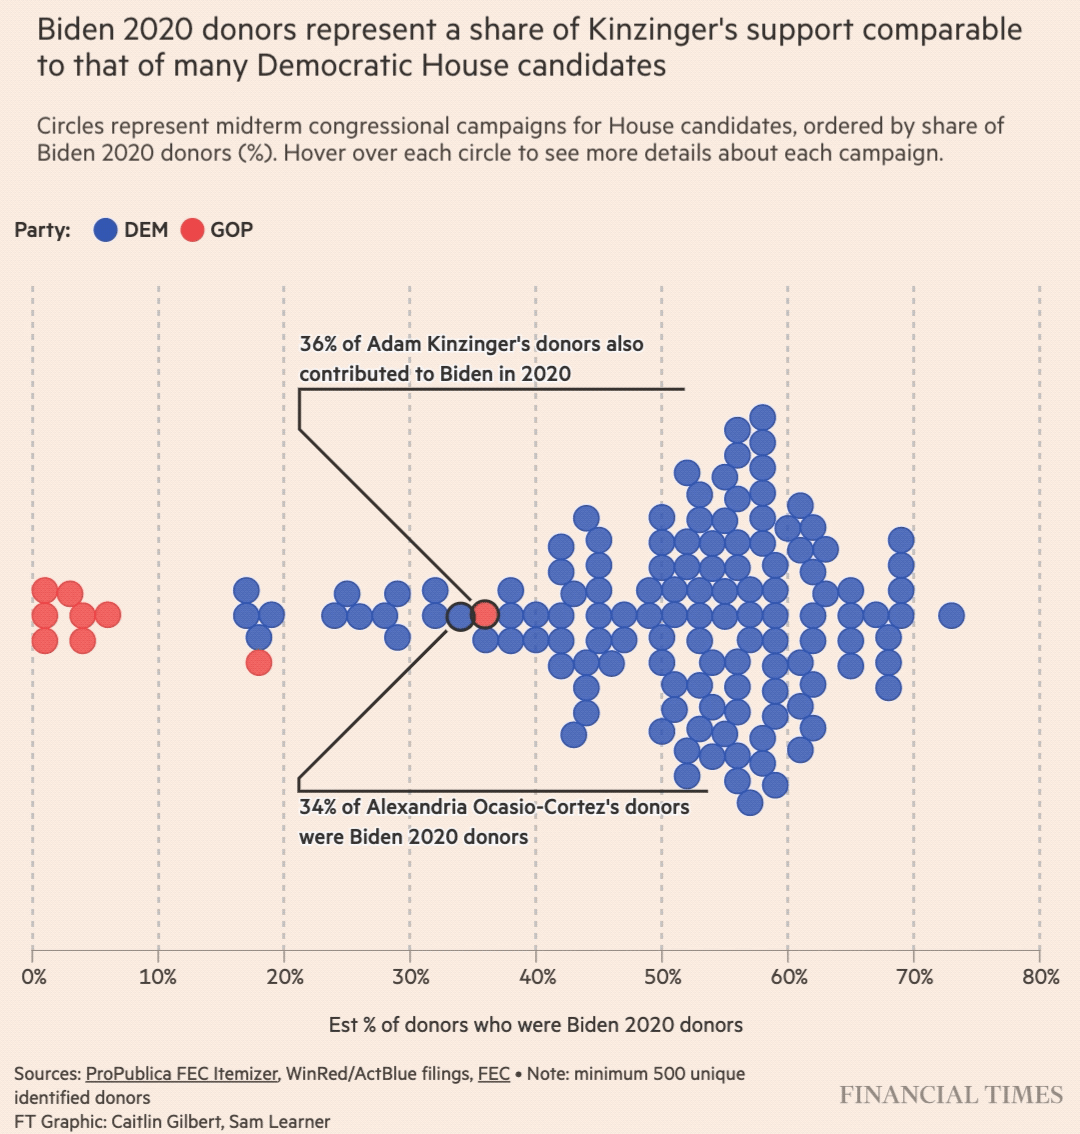 Biden 2020 donors represent a share of Kinzinger's support comparable
to that of many Democratic House candidates
Circles represent midterm congressional campaigns for House candidates, ordered by share of
Biden 2020 donors (%). Hover over each circle to see more details about each campaign.
Party: DEM GOP
36% of Adam Kinzinger's donors also
contributed to Biden in 2020
34% of Alexandria Ocasio-Cortez's donors
were Biden 2020 donors
0% 10% 20% 30% 40% 50% 60% 70% 80%
Est % of donors who were Biden 2020 donors
Sources: ProPublica FEC Itemizer, WinRed/ActBlue filings, FEC • Note: minimum 500 unique
identified donors
FT Graphic: Caitlin Gilbert, Sam Learner
FINANCIAL TIMES